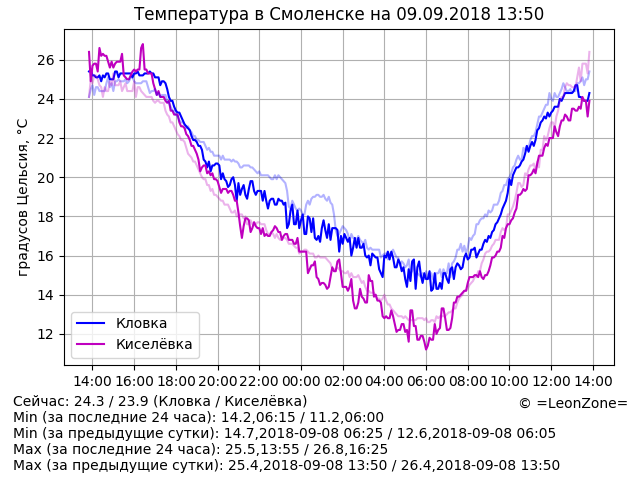 Температура в Смоленске на 09.09.2018 13:50
градусов Цельсия, °C
26
24
22
20
18
16
14
12
Кловка
Киселёвка
14:00 16:00 18:00 20:00 22:00 00:00 02:00 04:00 06:00 08:00 10:00 12:00 14:00
Сейчас: 24.3 / 23.9 (Кловка / Киселёвка)
© =LeonZone=
Min (за последние 24 часа): 14.2,06:15 / 11.2,06:00
Min (за предыдущие сутки): 14.7,2018-09-08 06:25 / 12.6,2018-09-08 06:05
Max (за последние 24 часа): 25.5,13:55 / 26.8,16:25
Max (за предыдущие сутки): 25.4,2018-09-08 13:50 / 26.4,2018-09-08 13:50